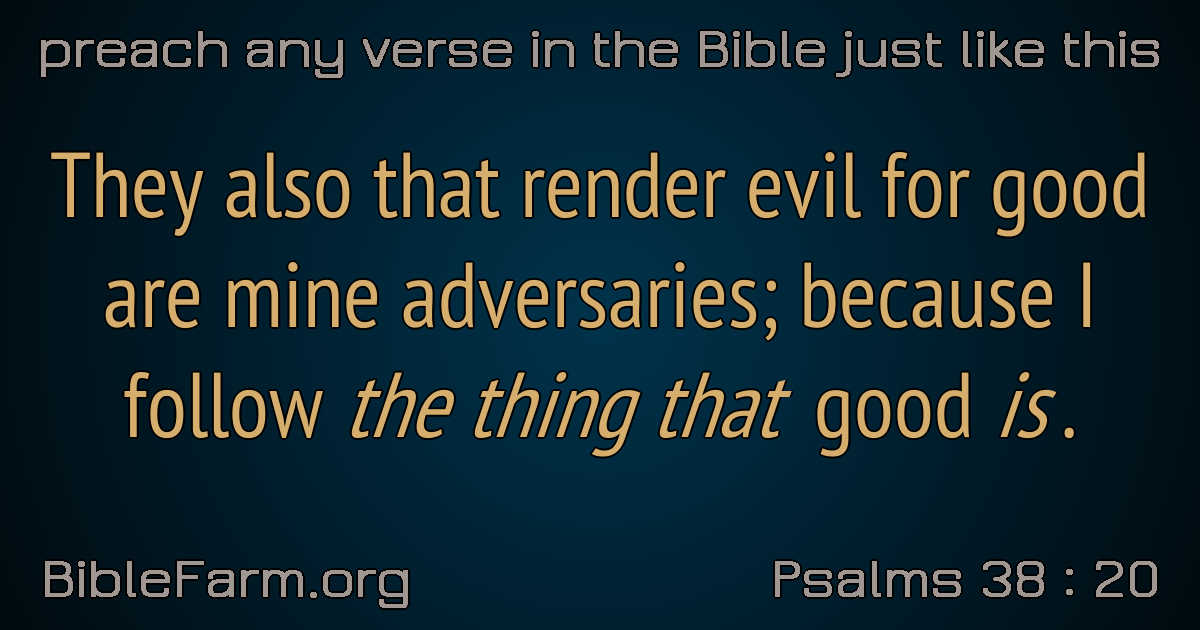 preach any verse in the Bible just like this
They also that render evil for good
are mine adversaries; because I
follow the thing that good is.
BibleFarm.org
Psalms 38 : 20